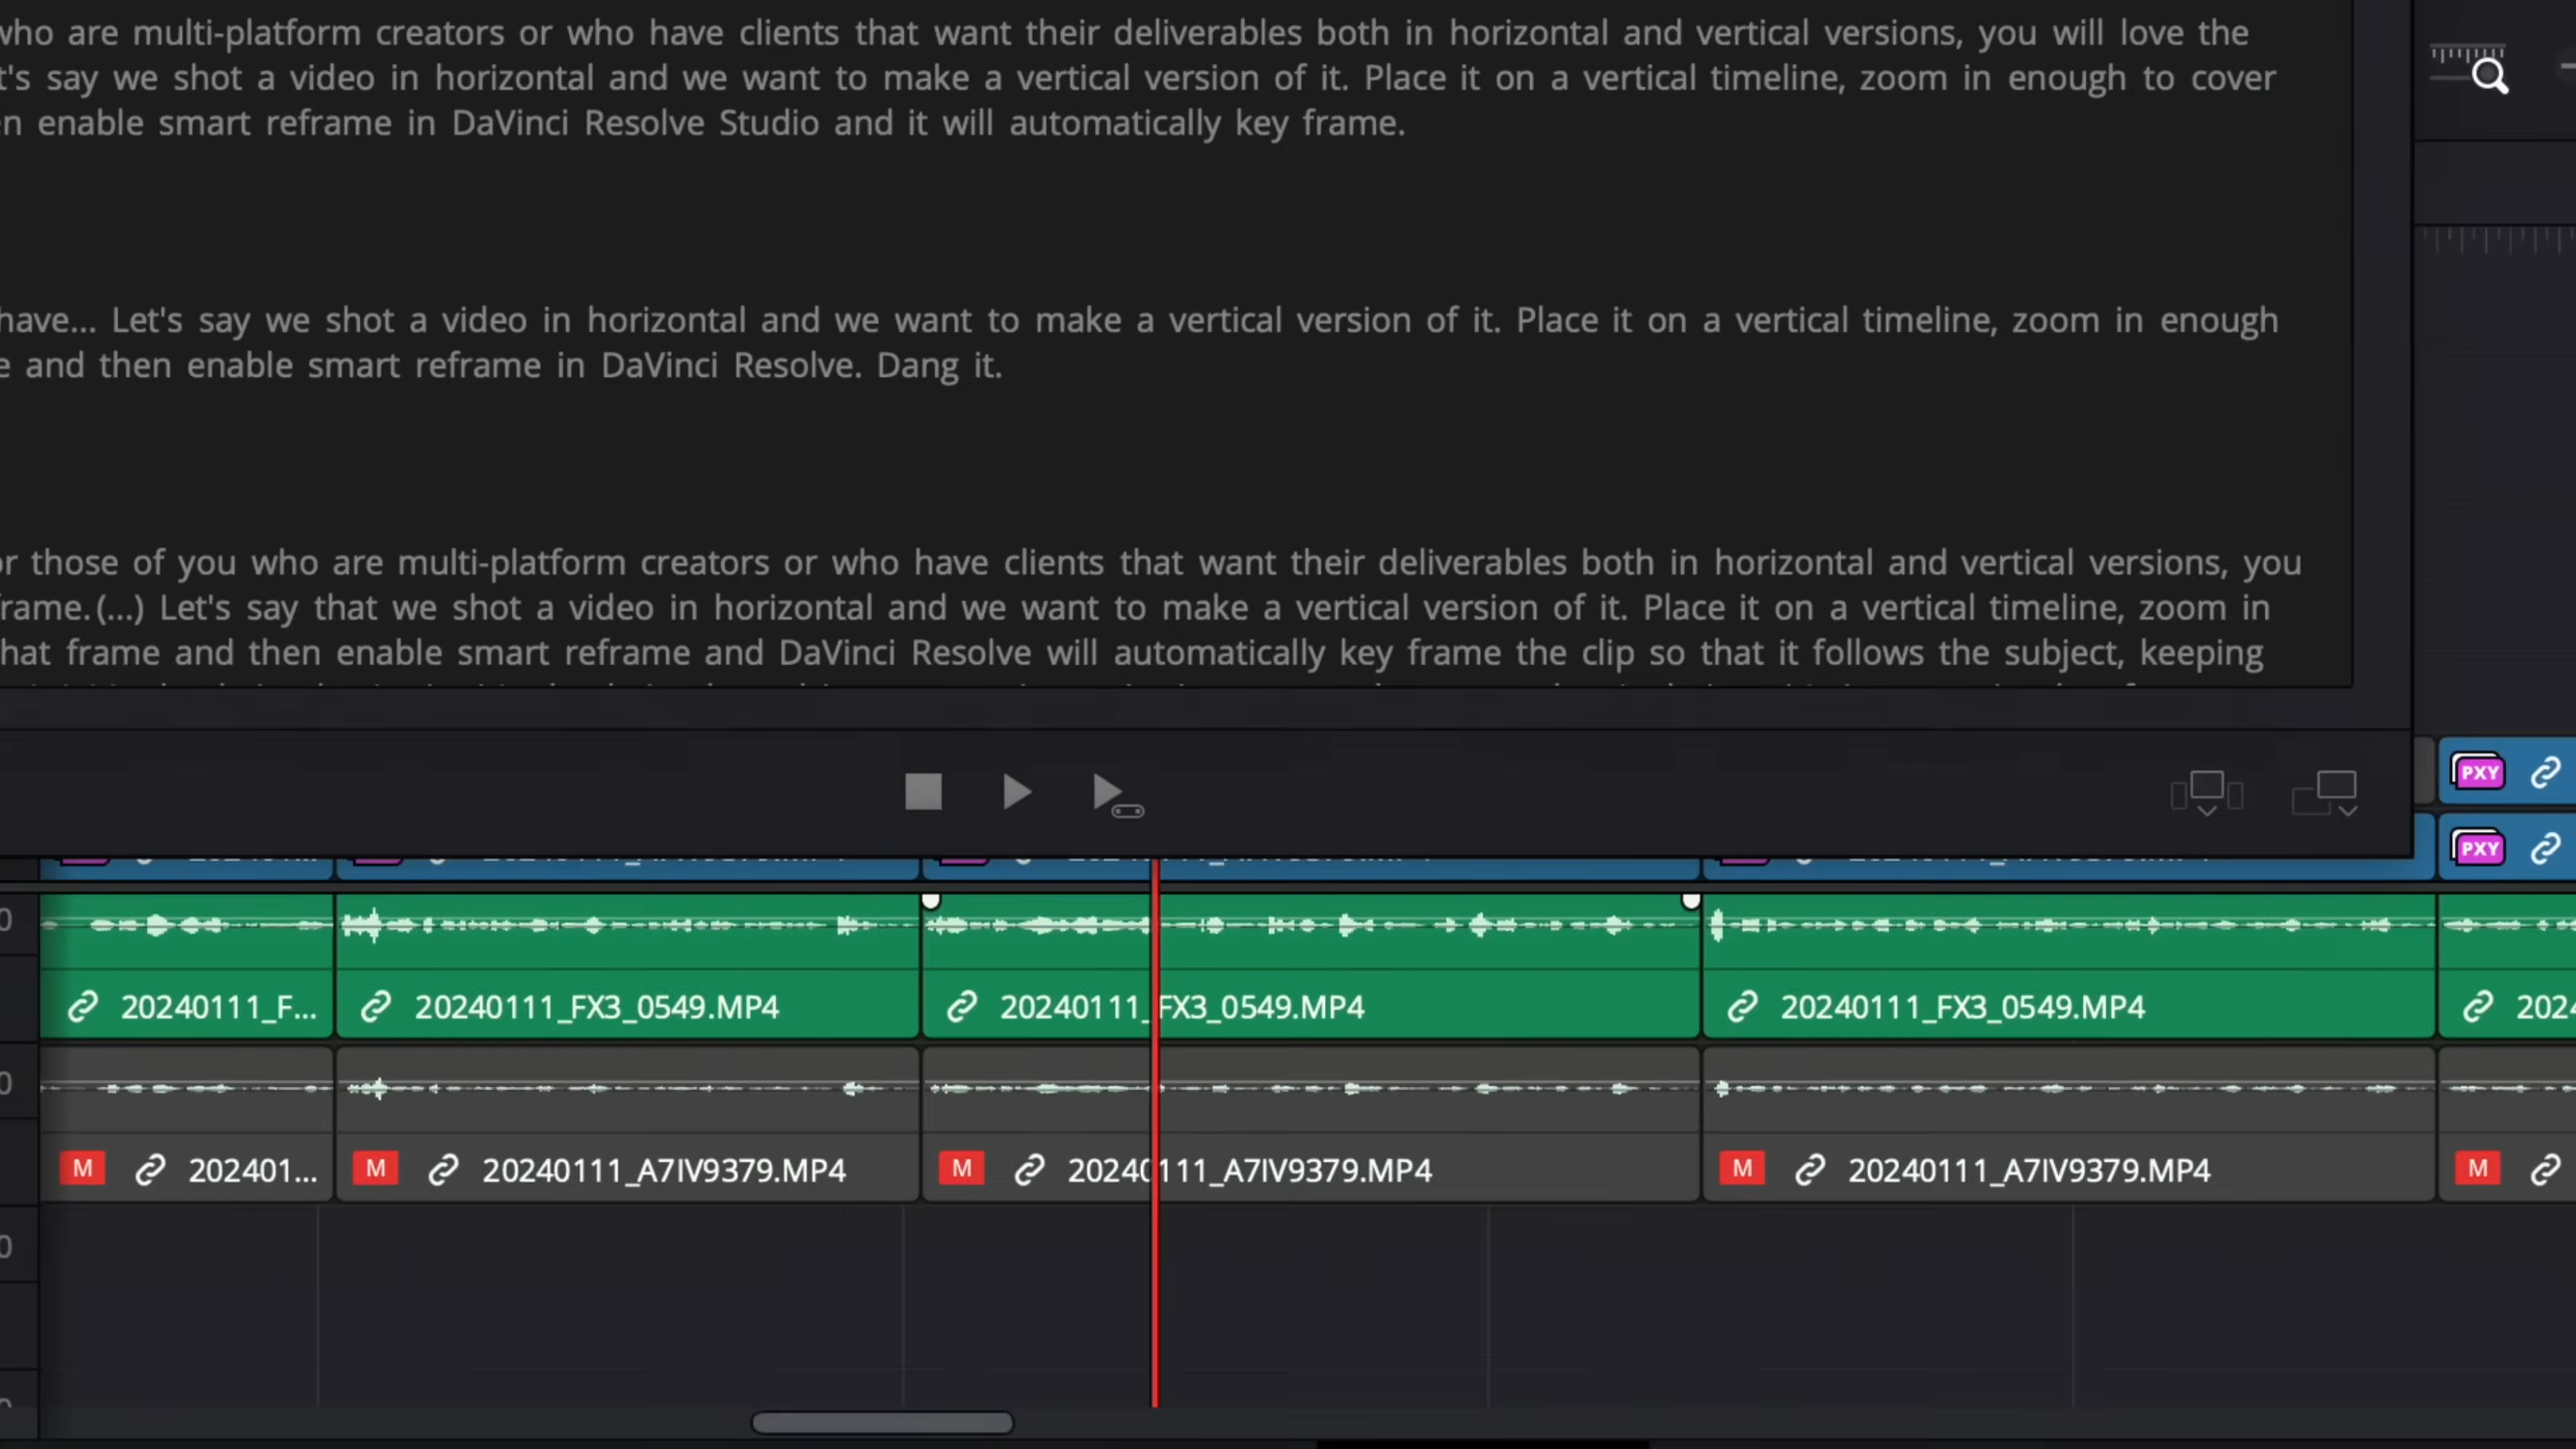 who are multi-platform creators or who have clients that want their deliverables both in horizontal and vertical versions, you will love the
t's say we shot a video in horizontal and we want to make a vertical version of it. Place it on a vertical timeline, zoom in enough to cover
en enable smart reframe in DaVinci Resolve Studio and it will automatically key frame.
have... Let's say we shot a video in horizontal and we want to make a vertical version of it. Place it on a vertical timeline, zoom in enough
e and then enable smart reframe in DaVinci Resolve. Dang it.
or those of you who are multi-platform creators or who have clients that want their deliverables both in horizontal and vertical versions, you
frame.(...) Let's say that we shot a video in horizontal and we want to make a vertical version of it. Place it on a vertical timeline, zoom in
hat frame and then enable smart reframe and DaVinci Resolve will automatically key frame the clip so that it follows the subject, keeping
PXY
PXY
0
20240111_F...
20240111_FX3_0549.MP4
20240111_FX3_0549.MP4
20240111_FX3_0549.MP4
202
0
M 202401...
M 20240111_A7IV9379.MP4
M 20240111_A7IV9379.MP4
M 20240111_A7IV9379.MP4
M
0